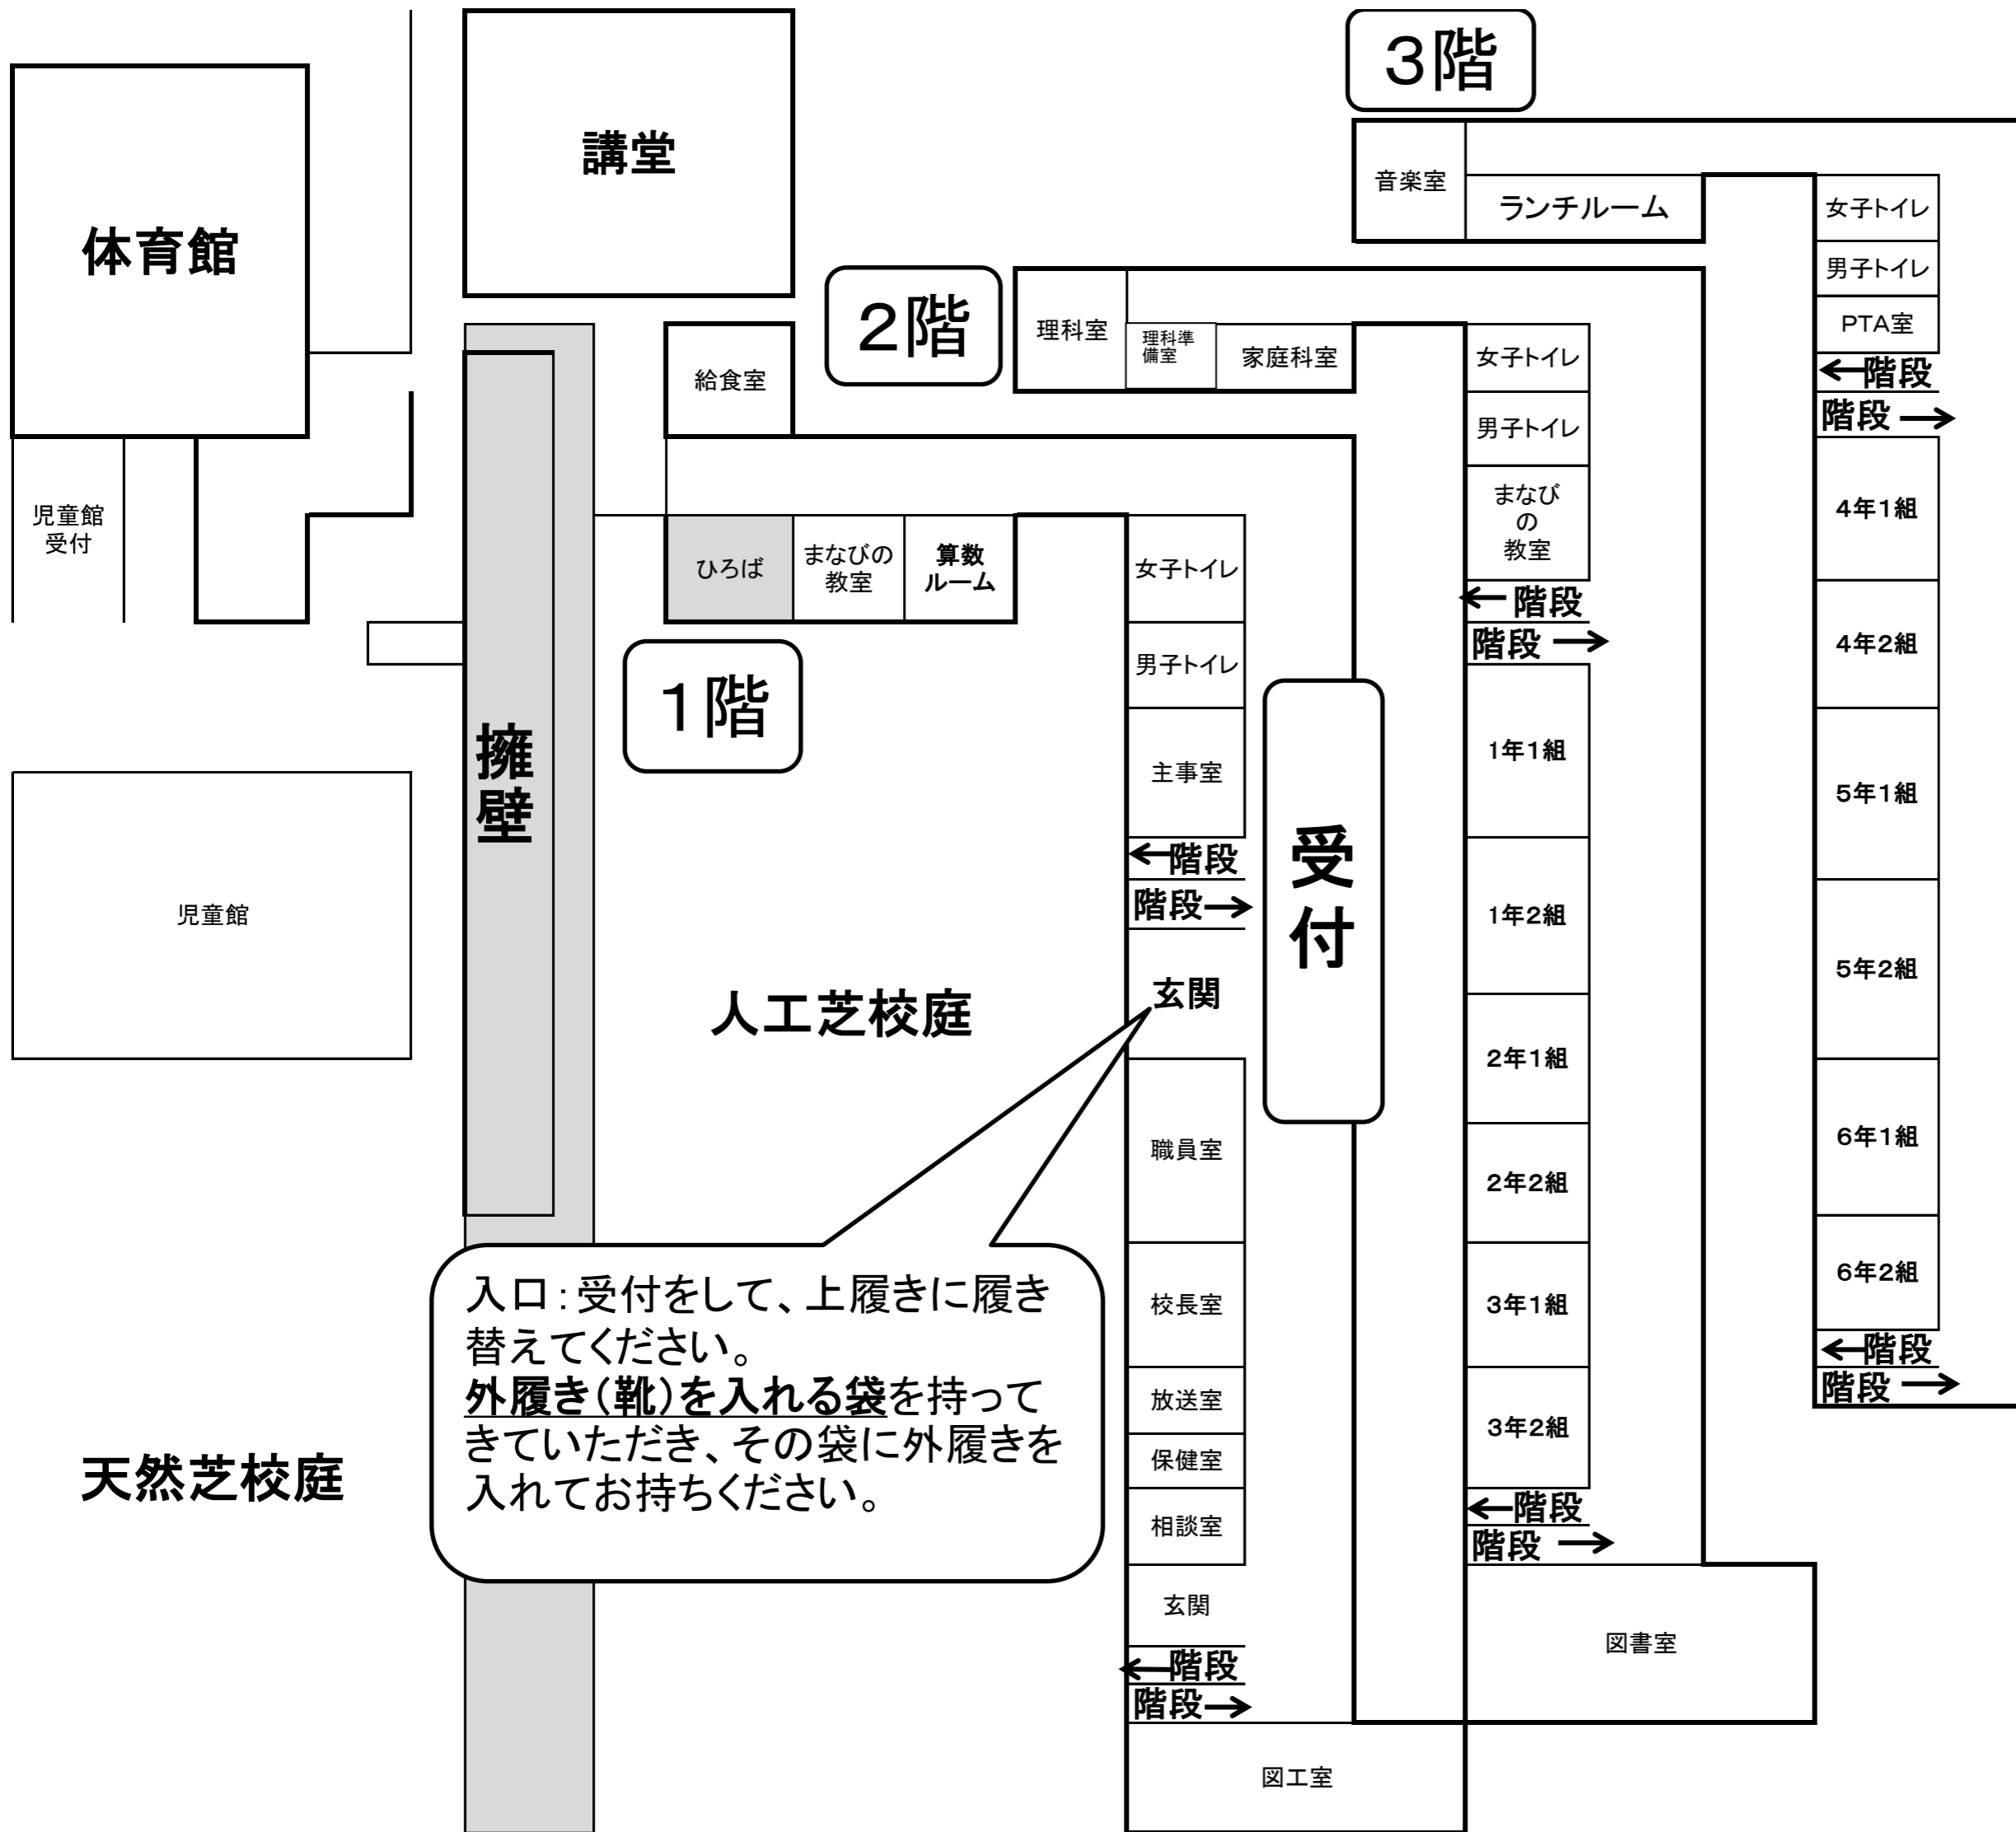 3階
講堂
体育館
音楽室
ランチルーム
女子トイレ
男子トイレ
PTA室
←階段
階段→
4年1組
4年2組
5年1組
5年2組
6年1組
6年2組
←階段
階段→
2階
理科室
理科準
備室
家庭科室
女子トイレ
男子トイレ
まなび
の
教室
←階段
階段→
1年1組
1年2組
2年1組
2年2組
3年1組
3年2組
←階段
階段→
図書室
給食室
児童館
受付
ひろば
まなびの
教室
算数
ルーム
女子トイレ
男子トイレ
主事室
←階段
階段→
玄関
受付
職員室
校長室
放送室
保健室
相談室
玄関
←階段
階段→
図工室
1階
擁壁
児童館
人工芝校庭
天然芝校庭
入口:受付をして、上履きに履き
替えてください。
外履き(靴)を入れる袋を持って
きていただき、その袋に外履きを
入れてお持ちください。